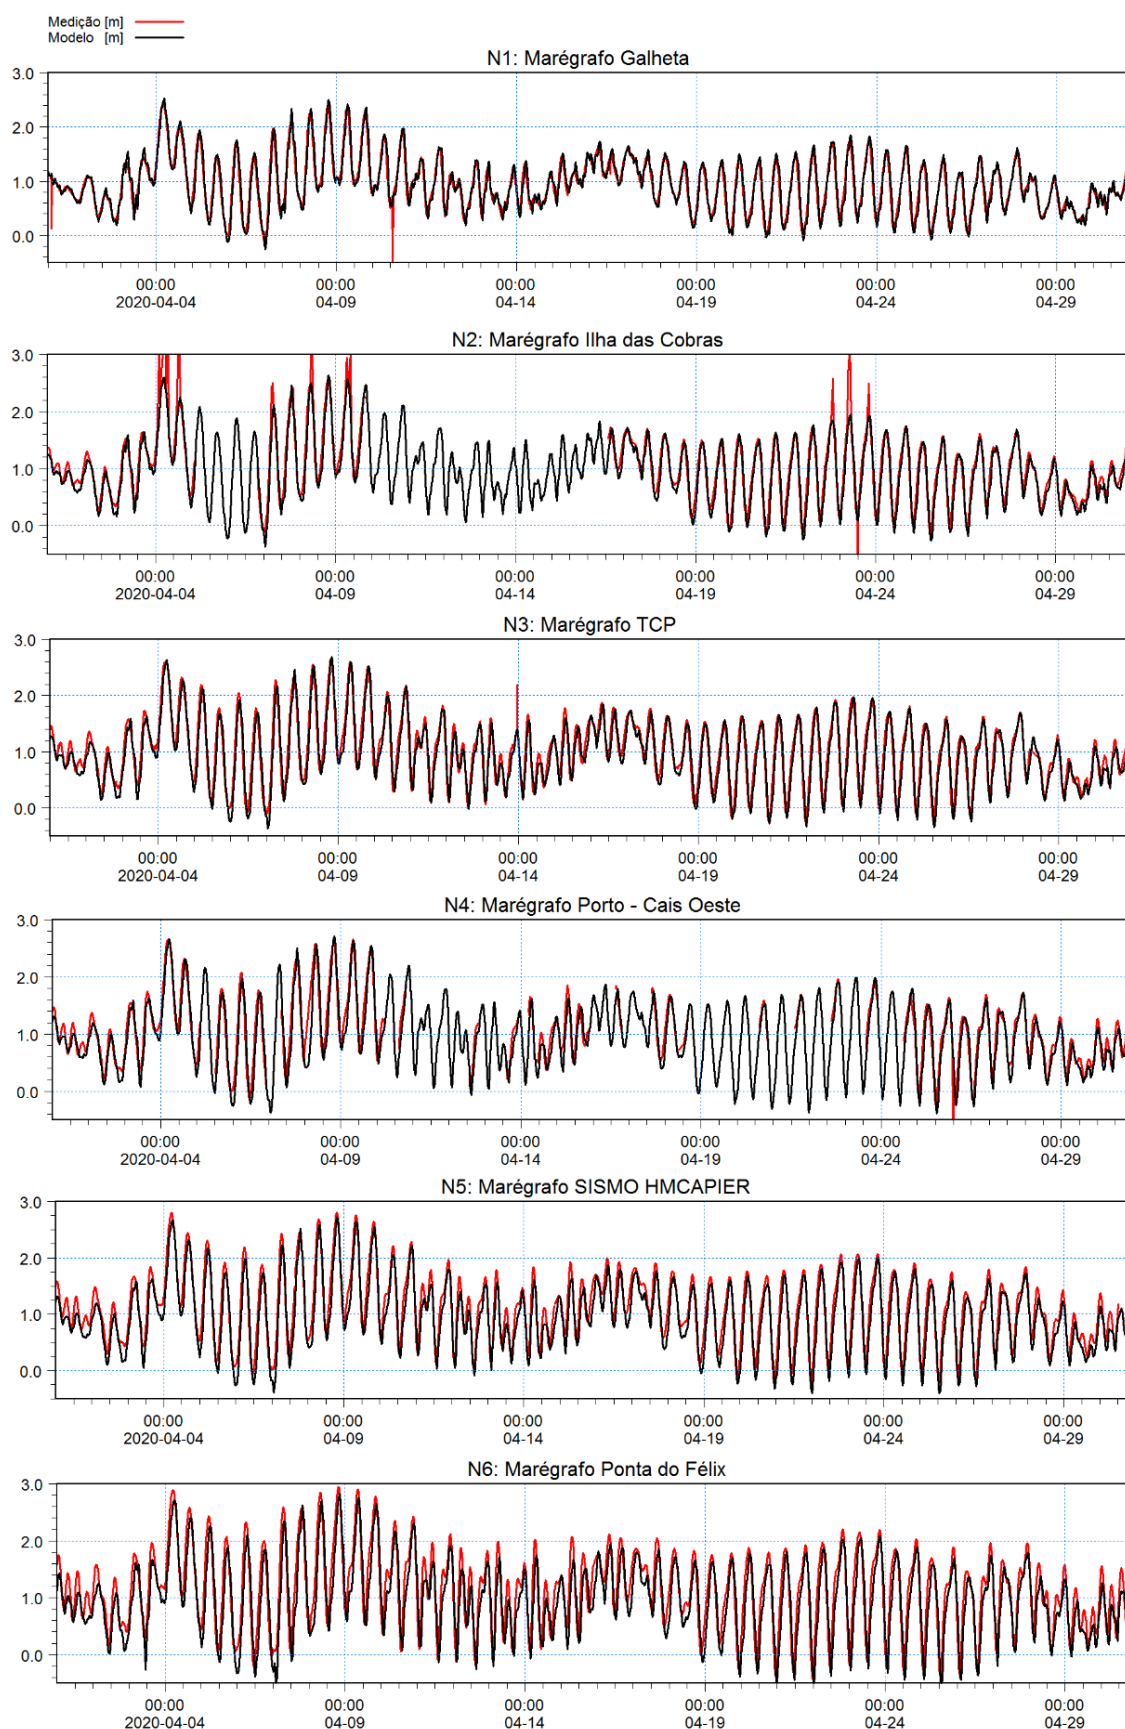 Medição [m]
Modelo [m]
N1: Marégrafo Galheta
3.0
2.0
1.0
0.0
00:00 00:00 00:00 00:00 00:00 00:00
2020-04-04 04-09 04-14 04-19 04-24 04-29
N2: Marégrafo Ilha das Cobras
3.0
2.0
1.0
0.0
00:00 00:00 00:00 00:00 00:00 00:00
2020-04-04 04-09 04-14 04-19 04-24 04-29
N3: Marégrafo TCP
3.0
2.0
1.0
0.0
00:00 00:00 00:00 00:00 00:00 00:00
2020-04-04 04-09 04-14 04-19 04-24 04-29
N4: Marégrafo Porto - Cais Oeste
3.0
2.0
1.0
0.0
00:00 00:00 00:00 00:00 00:00 00:00
2020-04-04 04-09 04-14 04-19 04-24 04-29
N5: Marégrafo SISMO HMCAPIER
3.0
2.0
1.0
0.0
00:00 00:00 00:00 00:00 00:00 00:00
2020-04-04 04-09 04-14 04-19 04-24 04-29
N6: Marégrafo Ponta do Félix
3.0
2.0
1.0
0.0
00:00 00:00 00:00 00:00 00:00 00:00
2020-04-04 04-09 04-14 04-19 04-24 04-29